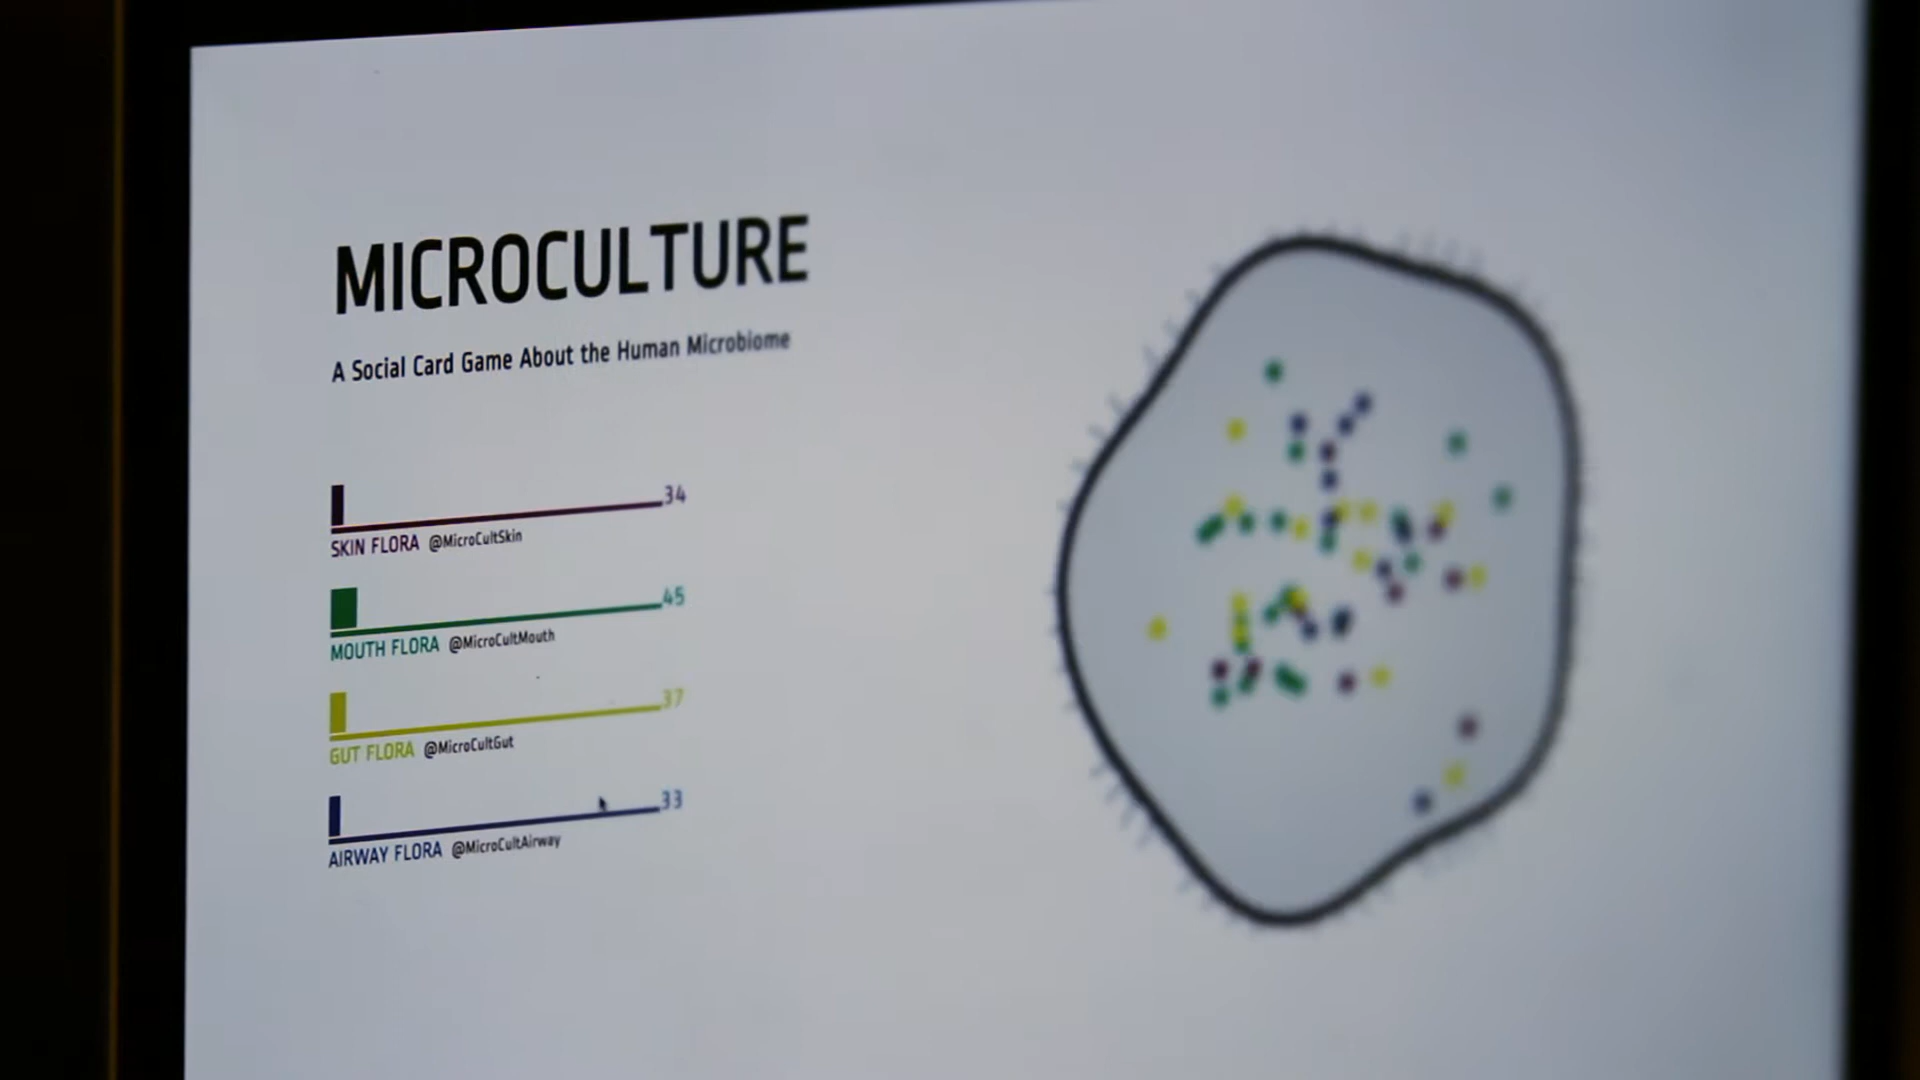 MICROCULTURE
A Social Card Game About the Human Microbiome
34
SKIN FLORA @MicroCultSkin
45
MOUTH FLORA @MicroCultMouth
37
GUT FLORA @MicroCultGut
33
AIRWAY FLORA @MicroCultAirway